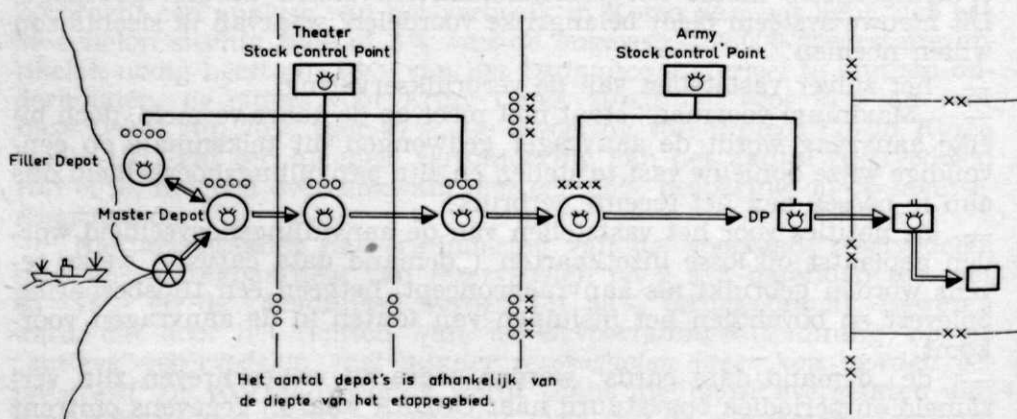 Theater
Stock Control Point
Army
Stock Control Point
Filler Depot
Master Depot
DP
Het aantal depot's is afhankelijk van
de diepte van het etappegebied.